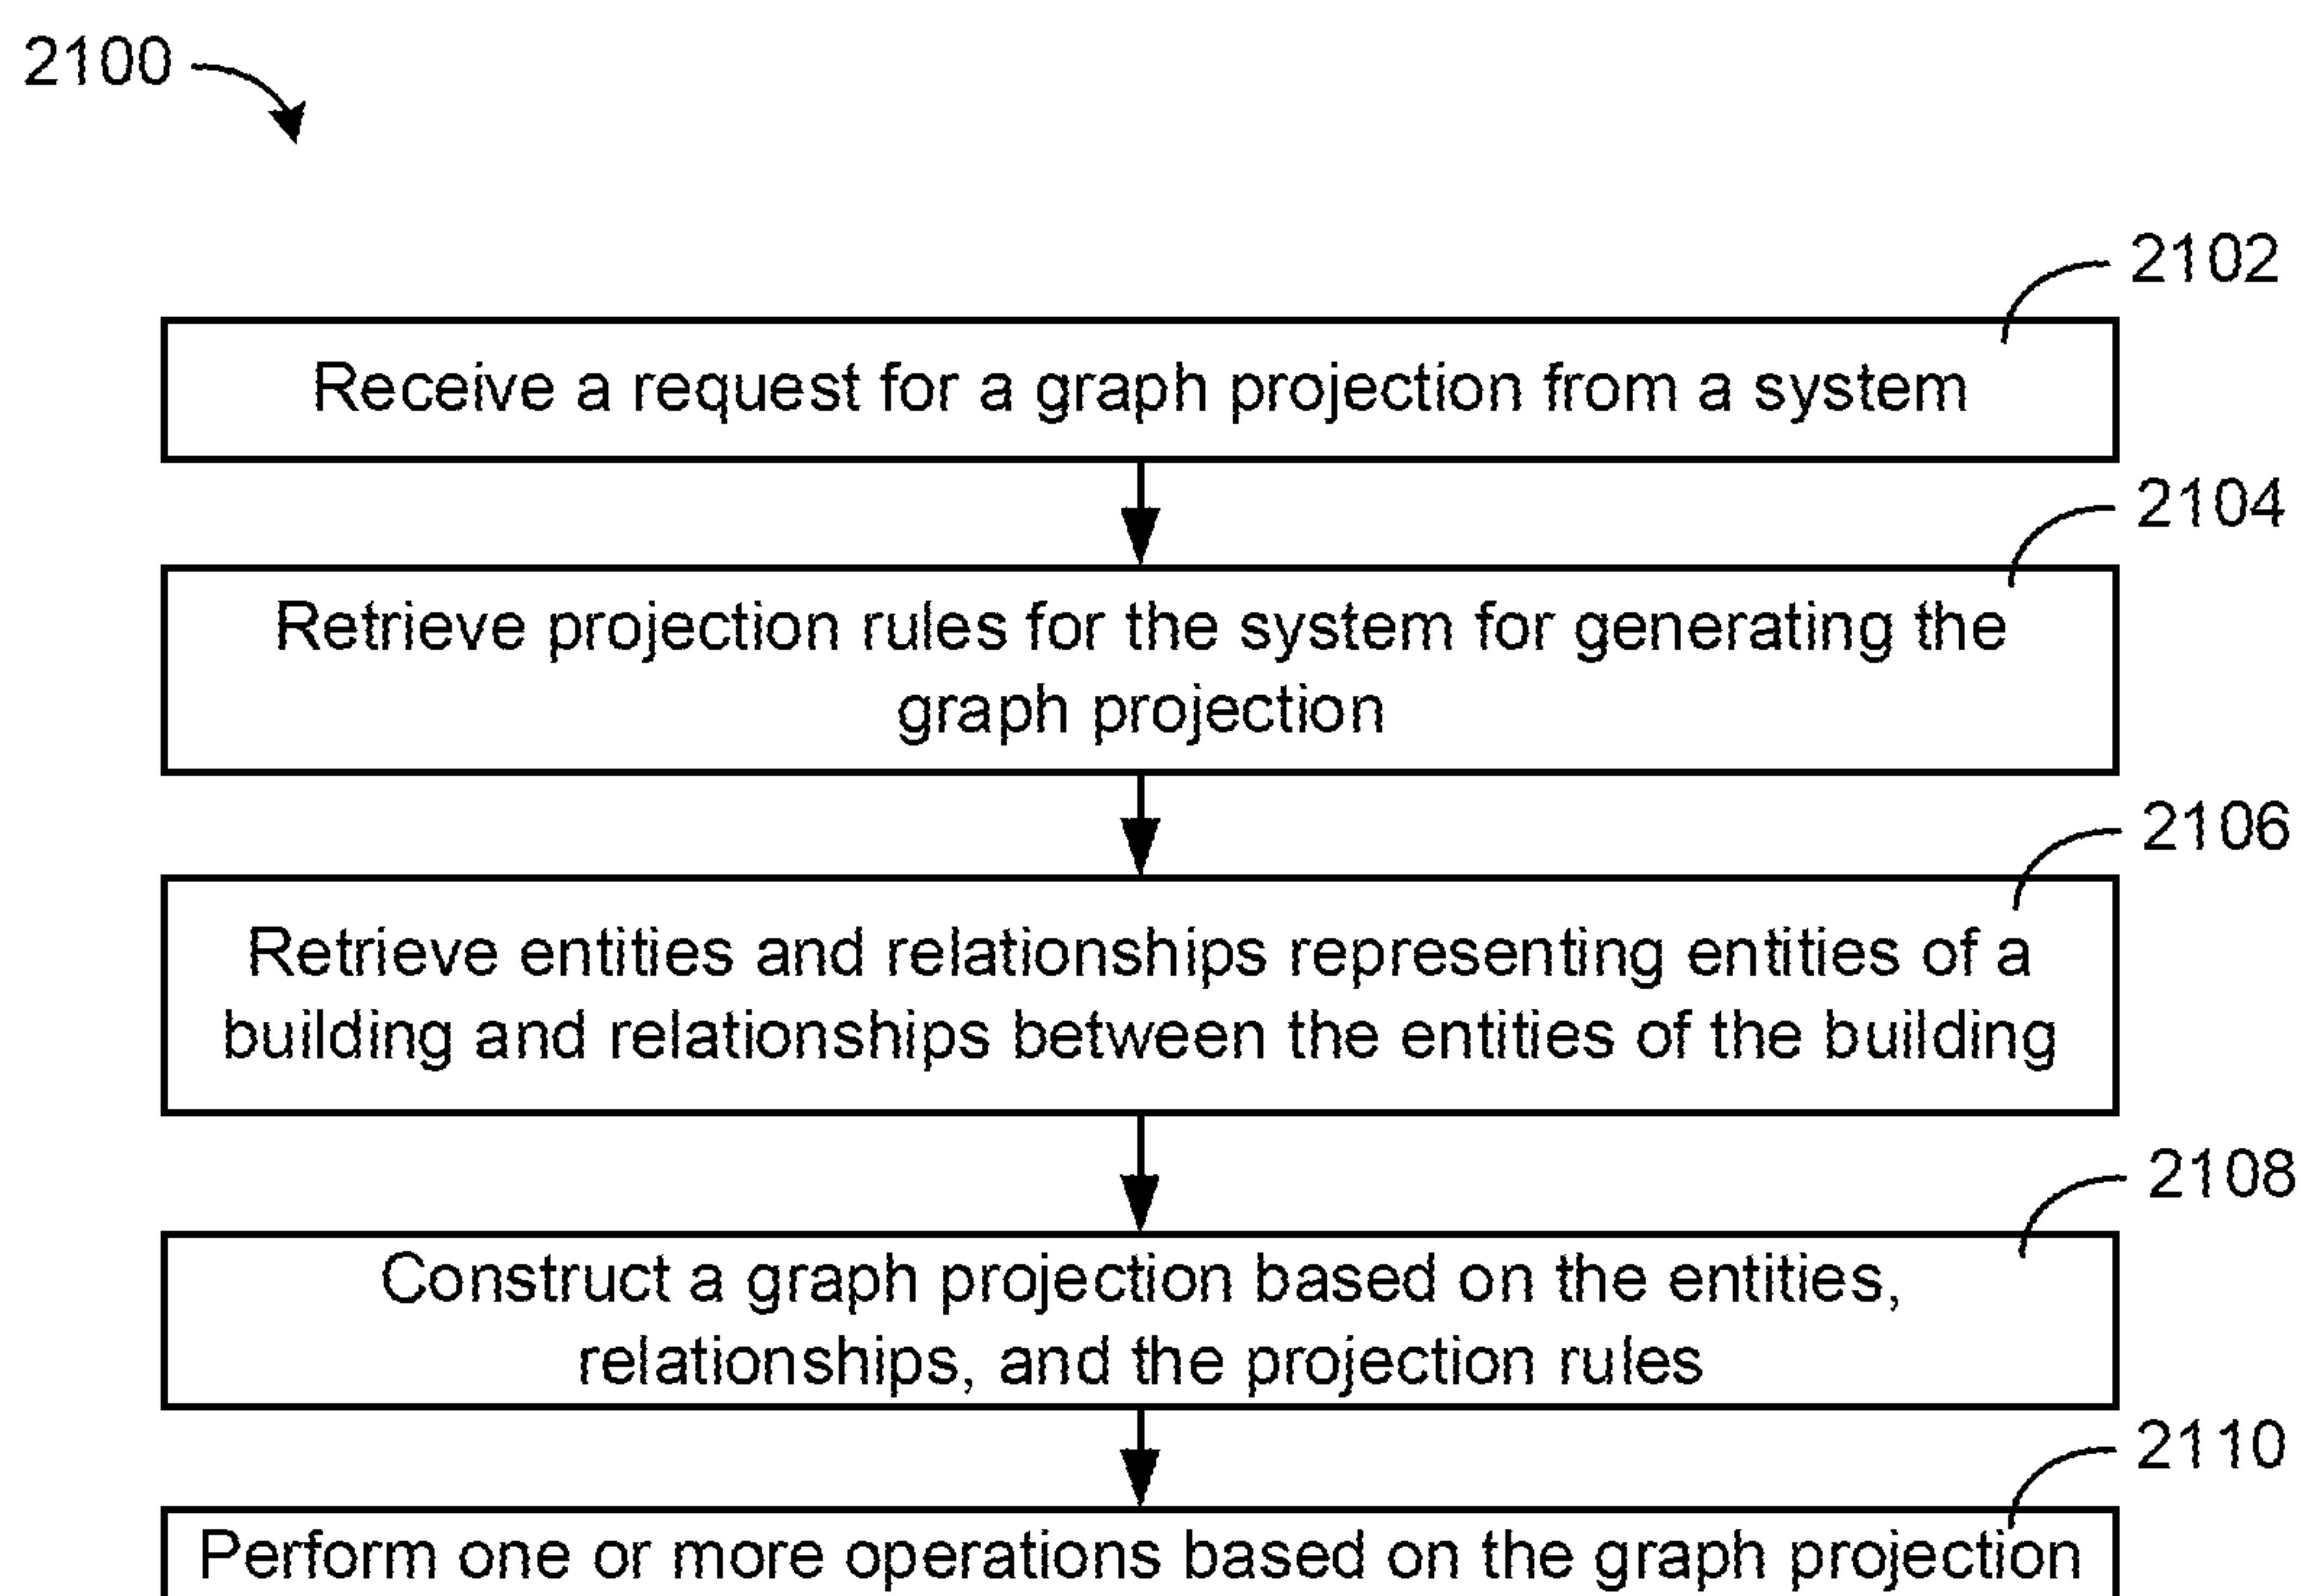 2100
2102
Receive a request for a graph projection from a system
2104
Retrieve projection rules for the system for generating the
graph projection
2106
Retrieve entities and relationships representing entities of a
building and relationships between the entities of the building
2108
Construct a graph projection based on the entities,
relationships, and the projection rules
2110
Perform one or more operations based on the graph projection